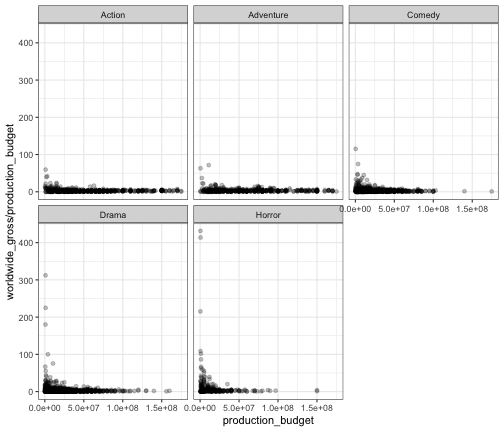 Action Adventure Comedy
400
300
200
100
0
0.0e+00 5.0e+07 1.0e+08 1.5e+08
Drama Horror
400
300
200
100
0
0.0e+00 5.0e+07 1.0e+08 1.5e+08 0.0e+00 5.0e+07 1.0e+08 1.5e+08
production_budget
worldwide_gross/production_budget